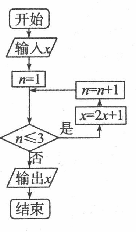 开始
输入x
n=1
n=n+1
x=2x+1
n≤3
是
否
输出x
结束